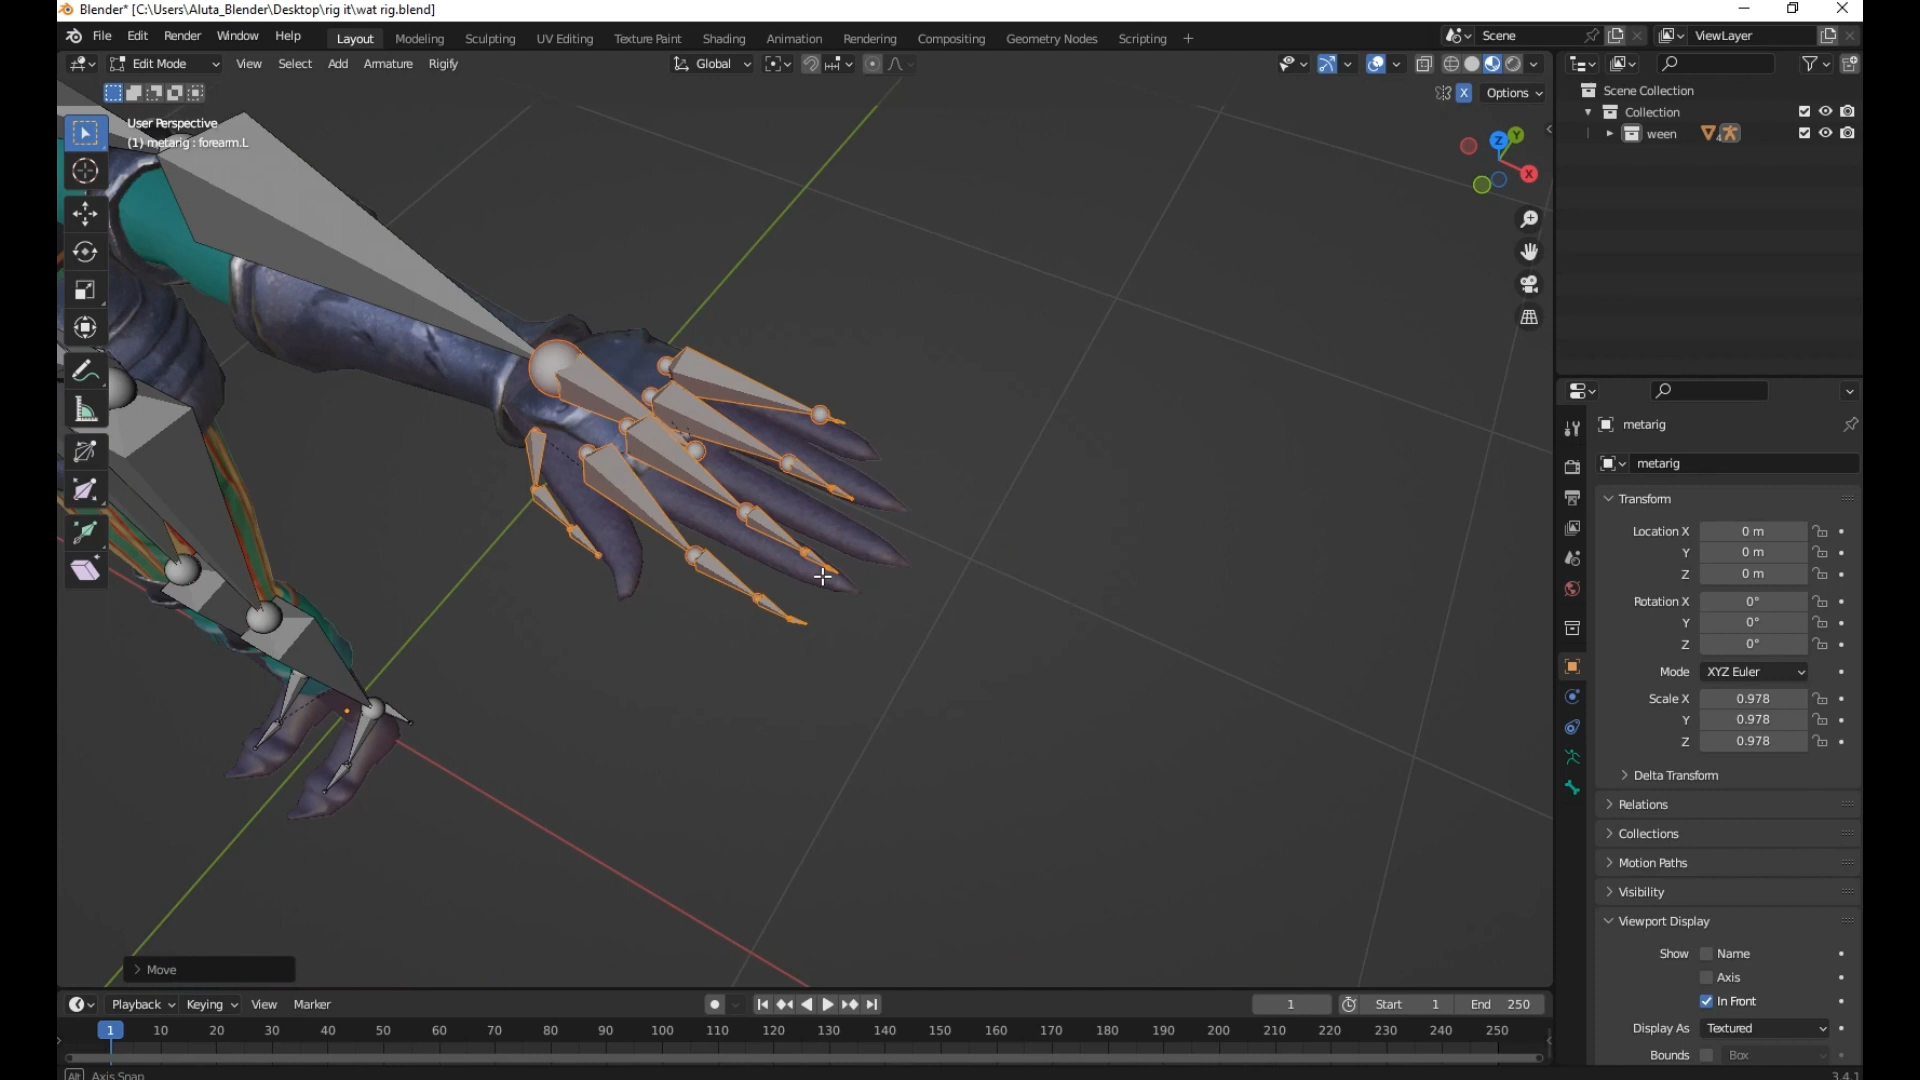 Blender* [C:\Users\Aluta_Blender\Desktop\rig it\wat rig.blend]
File Edit Render Window Help Layout Modeling Sculpting UV Editing Texture Paint Shading Animation Rendering Compositing Geometry Nodes Scripting + Scene ViewLayer
Edit Mode View Select Add Armature Rigify Global
X Options
Scene Collection
Collection
ween
User Perspective
(1) metarig : forearm.L
Z Y
X
metarig
metarig
Transform
Location X 0 m
Y 0 m
Z 0 m
Rotation X 0°
Y 0°
Z 0°
Mode XYZ Euler
Scale X 0.978
Y 0.978
Z 0.978
Delta Transform
Relations
Collections
Motion Paths
Visibility
Viewport Display
Show Name
Axis
In Front
Display As Textured
Bounds Box
Move
Playback Keying View Marker 1 Start 1 End 250
1 10 20 30 40 50 60 70 80 90 100 110 120 130 140 150 160 170 180 190 200 210 220 230 240 250
Alt Axis Snap
3.4.1